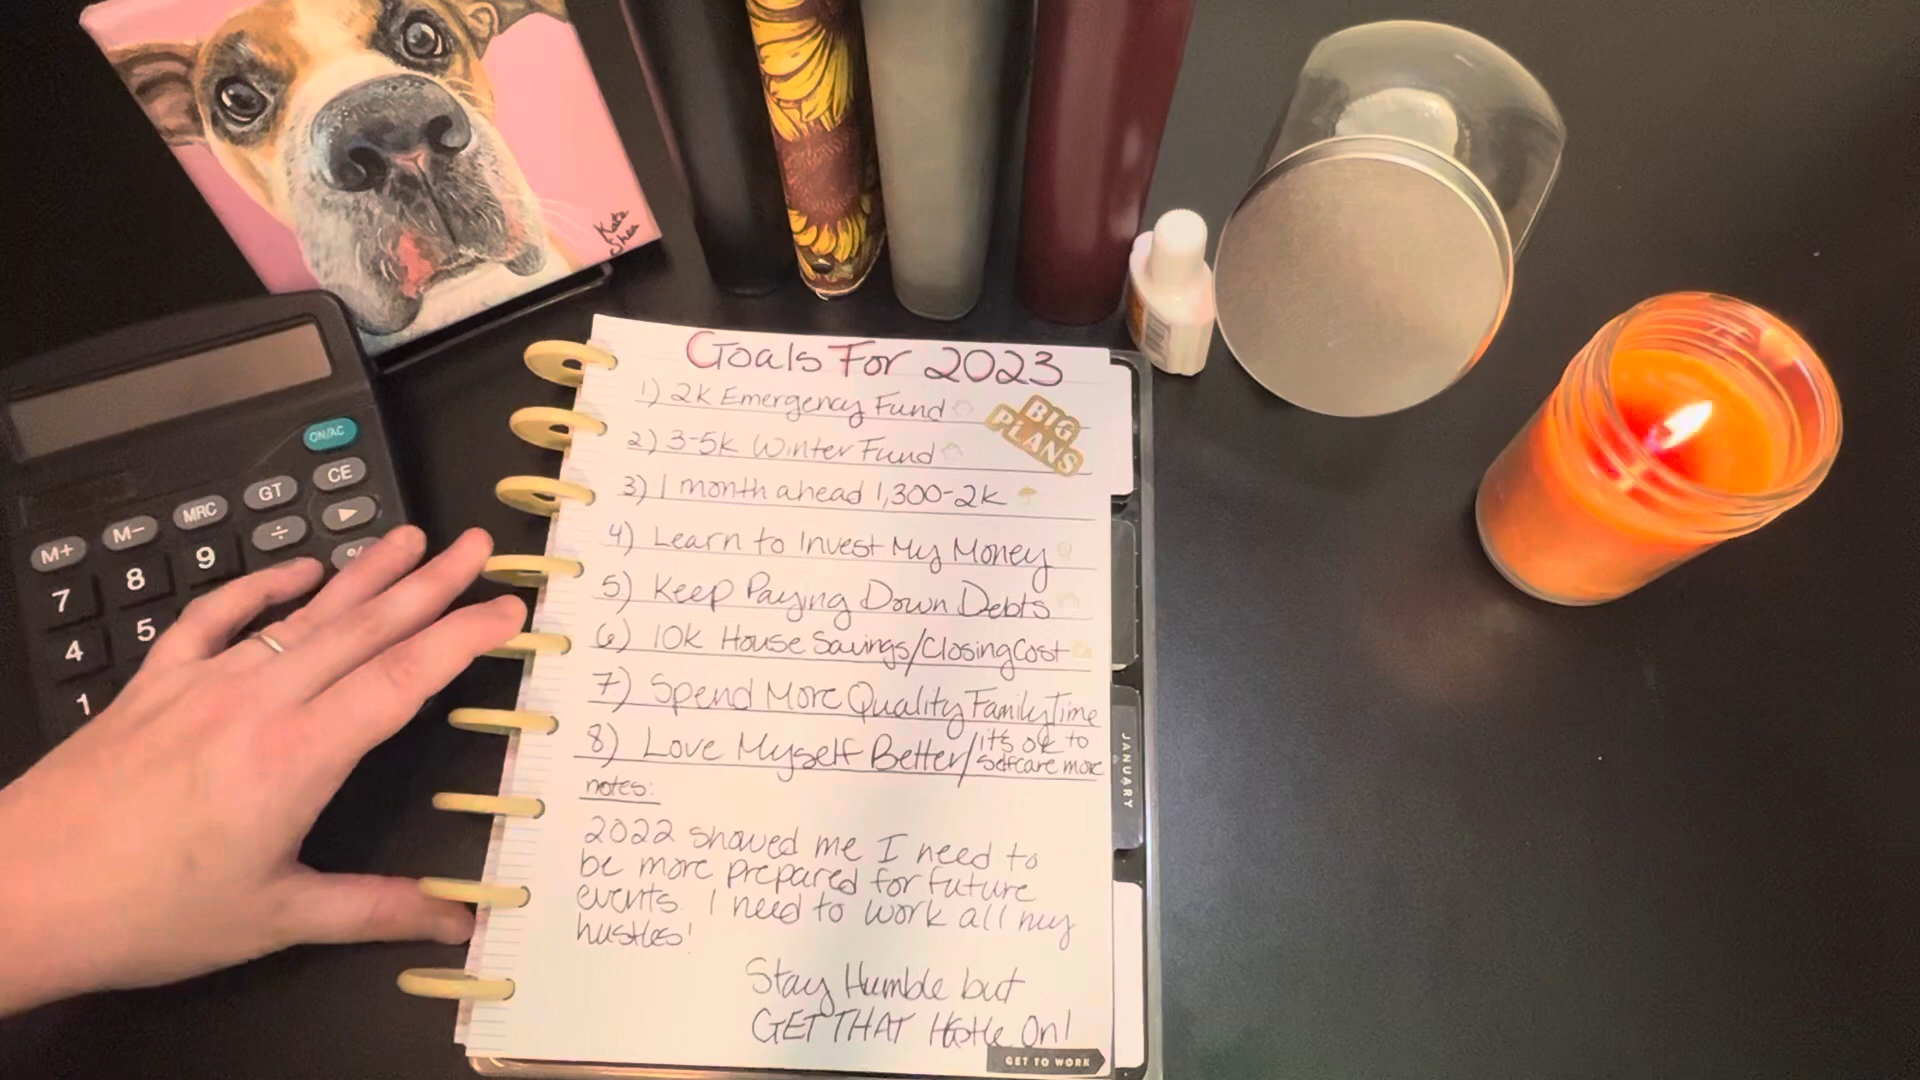 Kate
Shea
ON/AC
CE
GT
MRC
M-
M+
÷
%
9
8
7
5
4
1
Goals For 2023
1) 2K Emergency Fund
BIG
PLANS
2) 3-5K Winter Fund
3) 1 month ahead 1,300-2K
4) Learn to Invest My Money
5) Keep Paying Down Debts
6) 10K House Savings/Closing Cost
7) Spend More Quality Family Time
8) Love Myself Better/it's ok to
selfcare more
notes:
2022 showed me I need to
be more prepared for future
events. I need to work all my
hustles!
Stay Humble but
GET THAT Hustle On!
GET TO WORK
JANUARY